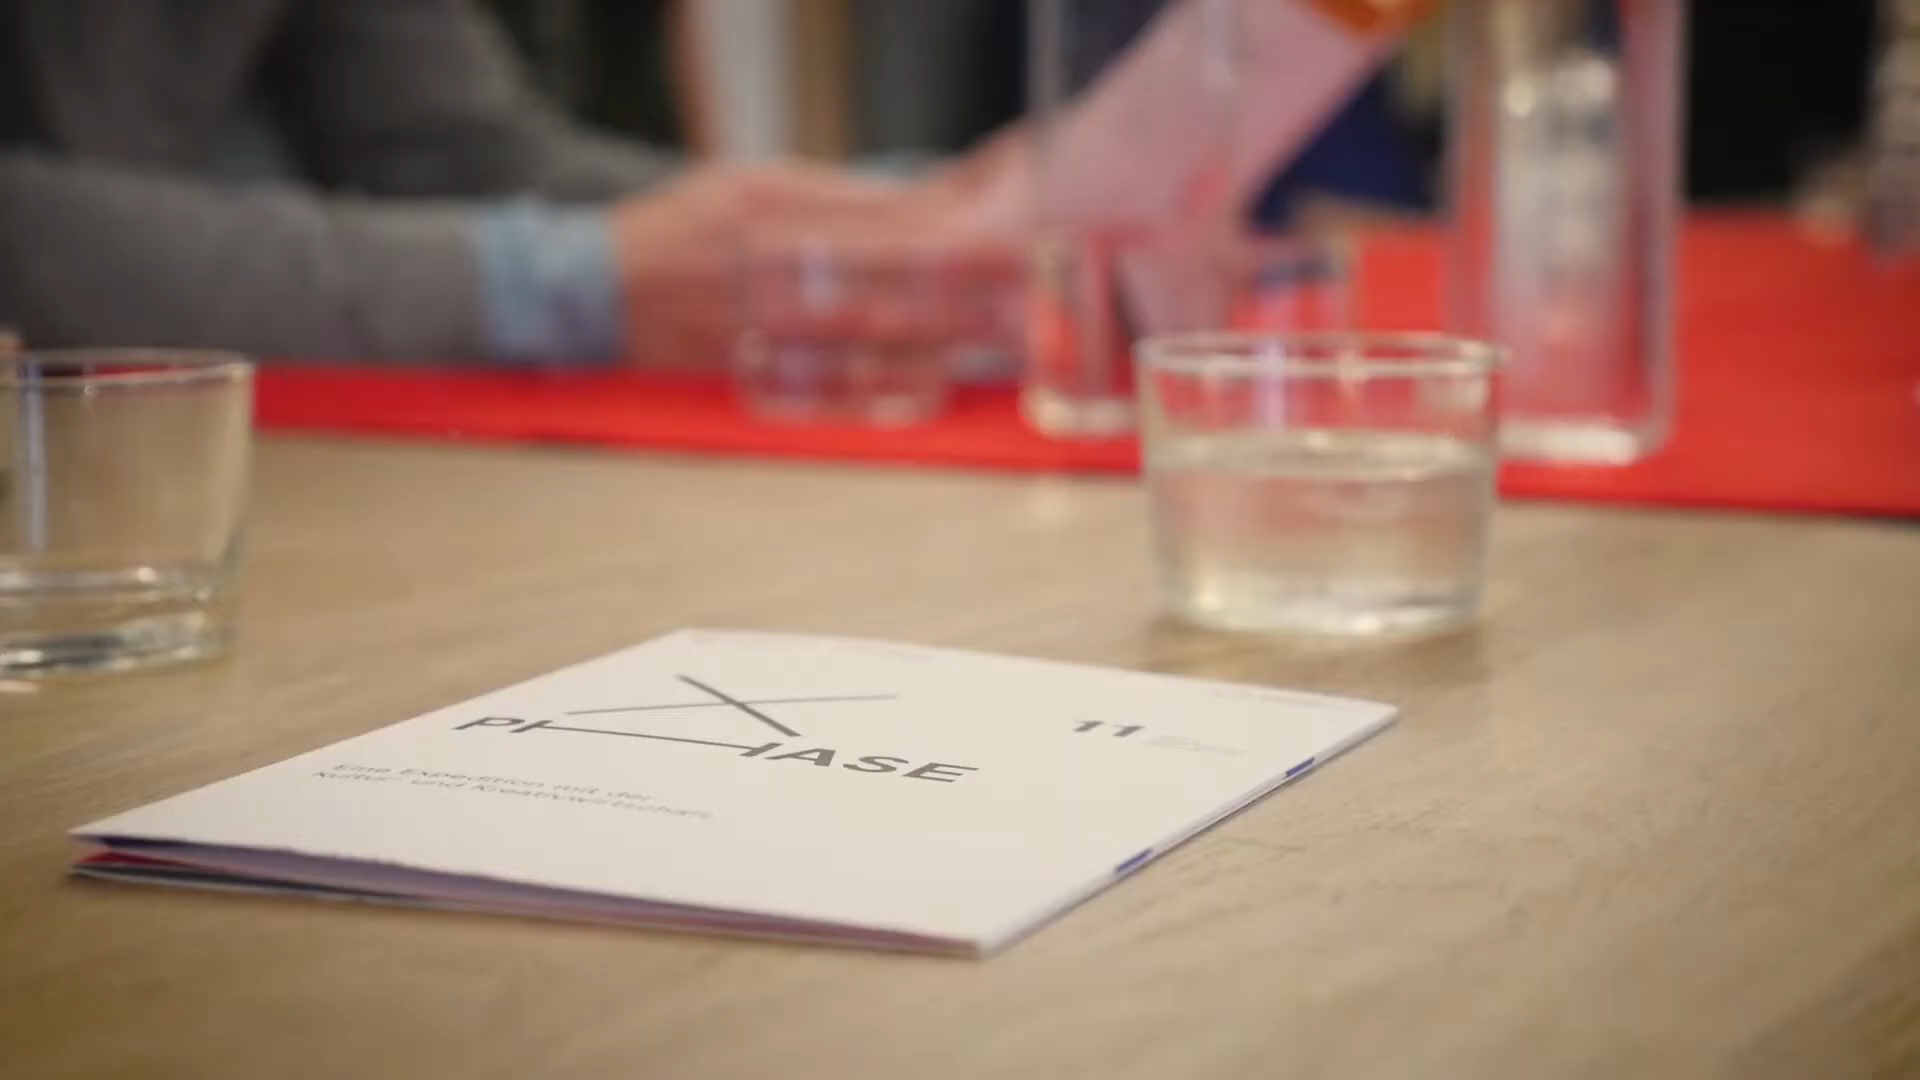 X
PHASE
11
Eine Expedition mit der
Kultur- und Kreativwirtschaft